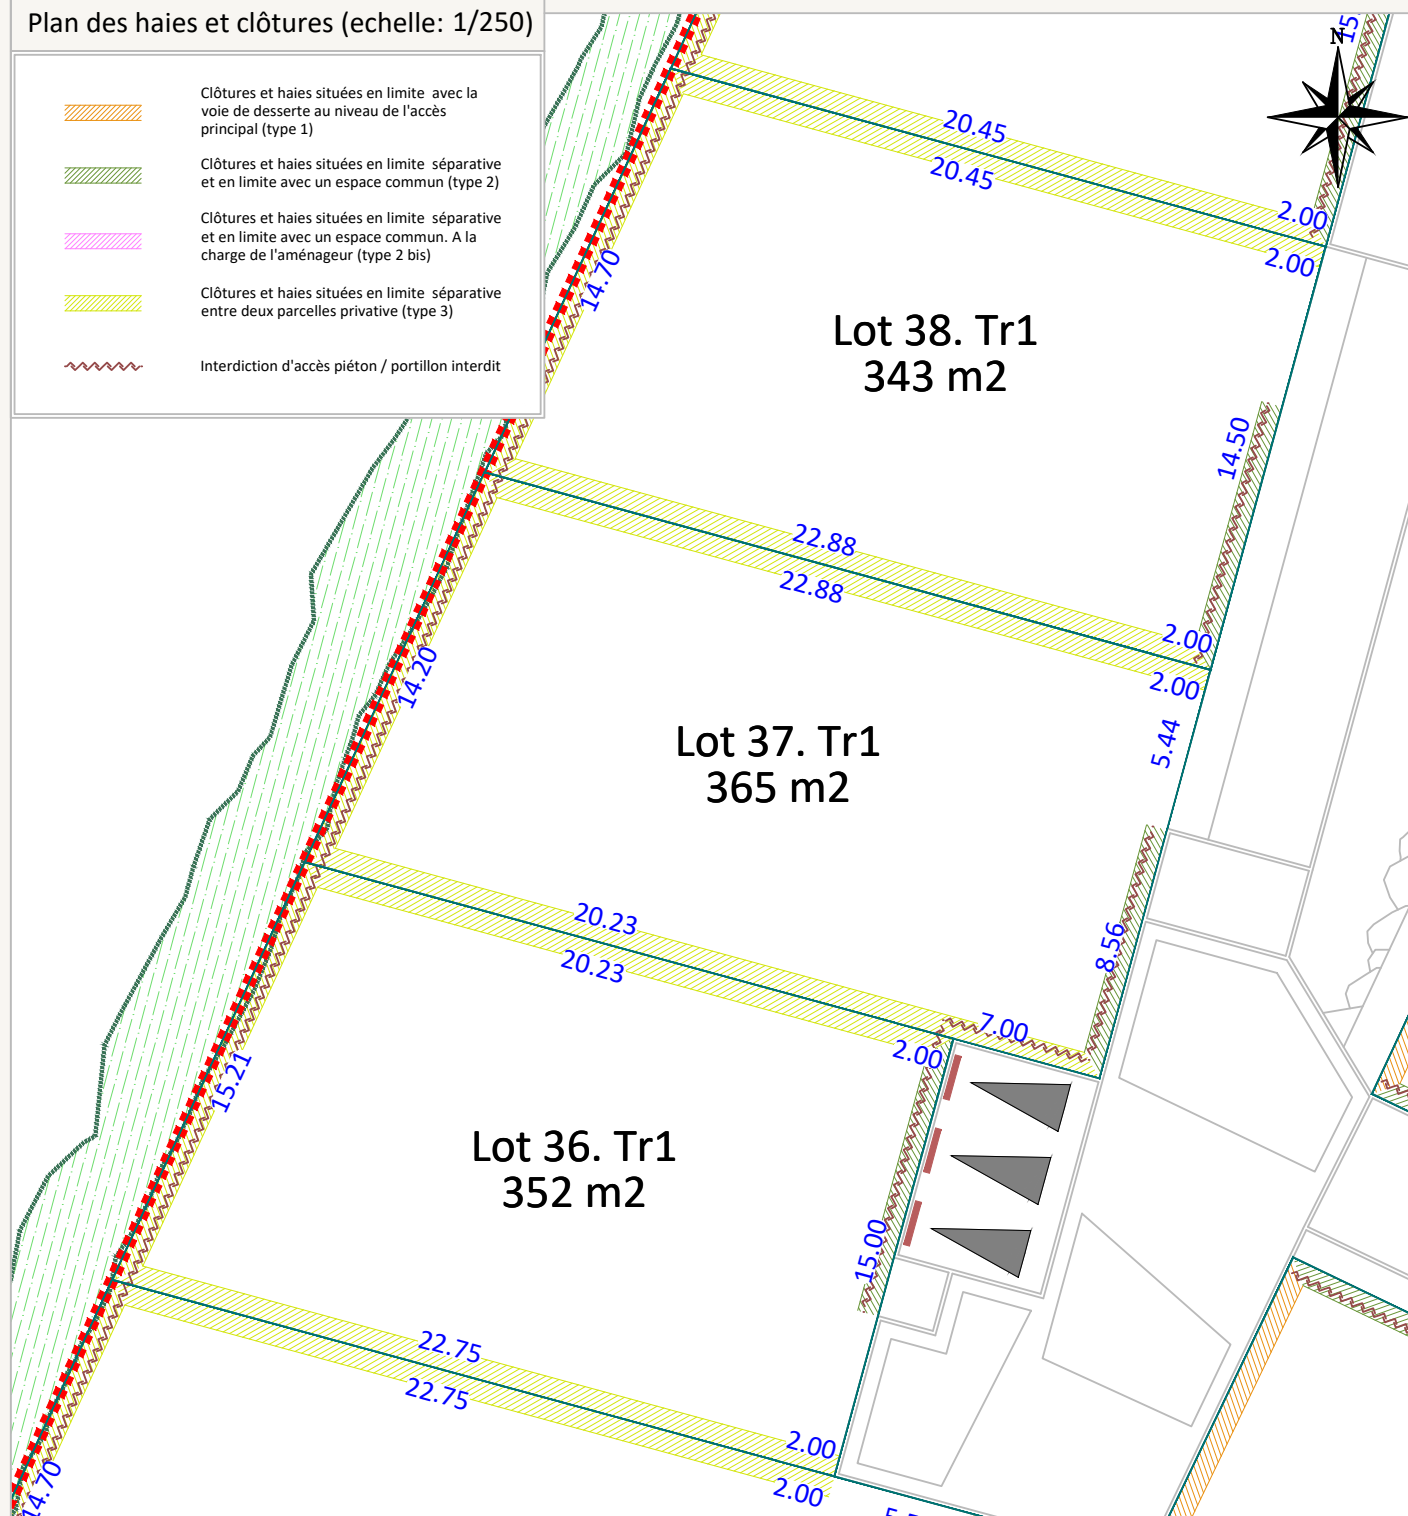 Plan des haies et clôtures (echelle: 1/250)
Clôtures et haies situées en limite avec la
voie de desserte au niveau de l'accès
principal (type 1)
Clôtures et haies situées en limite séparative
et en limite avec un espace commun (type 2)
Clôtures et haies situées en limite séparative
et en limite avec un espace commun. A la
charge de l'aménageur (type 2 bis)
Clôtures et haies situées en limite séparative
entre deux parcelles privative (type 3)
Interdiction d'accès piéton / portillon interdit
N
20.45
20.45
2.00
2.00
14.70
Lot 38. Tr1
343 m2
14.50
22.88
22.88
2.00
2.00
14.20
5.44
Lot 37. Tr1
365 m2
20.23
20.23
8.56
7.00
2.00
15.21
Lot 36. Tr1
352 m2
15.00
22.75
22.75
2.00
2.00
14.70